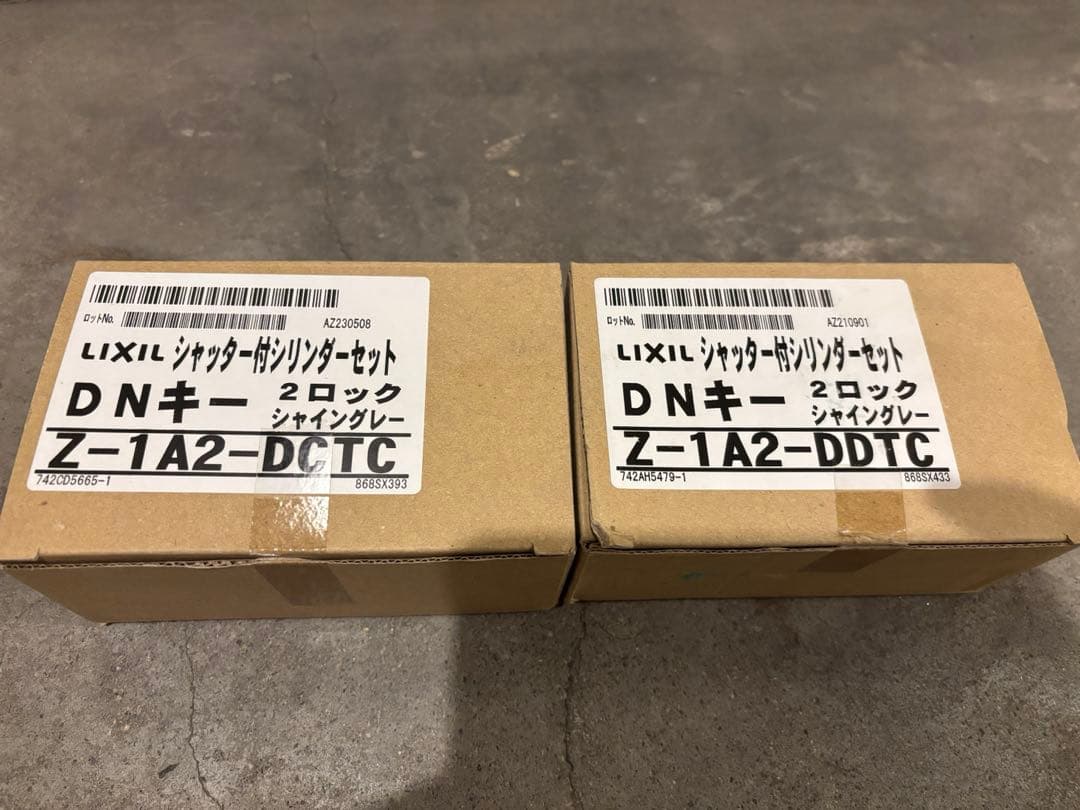 ロットNo. AZ230508
LIXIL シャッター付シリンダーセット
DNキー 2ロック
シャイングレー
Z-1A2-DCTC
742CD5665-1 868SX393
ロットNo. AZ210901
LIXIL シャッター付シリンダーセット
DNキー 2ロック
シャイングレー
Z-1A2-DDTC
742AH5479-1 868SX433